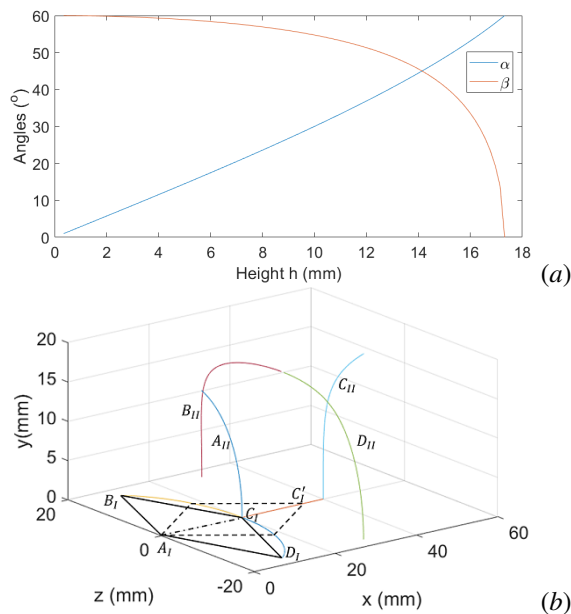 60
50
40
30
20
10
0
Angles (°)
α
β
0 2 4 6 8 10 12 14 16 18
Height h (mm)
(a)
20
15
10
5
0
y(mm)
B_II
A_II
C_II
D_II
B_I
A_I
C_I
C'_I
D_I
20
0
-20
z (mm)
0
20
40
60
x (mm)
(b)